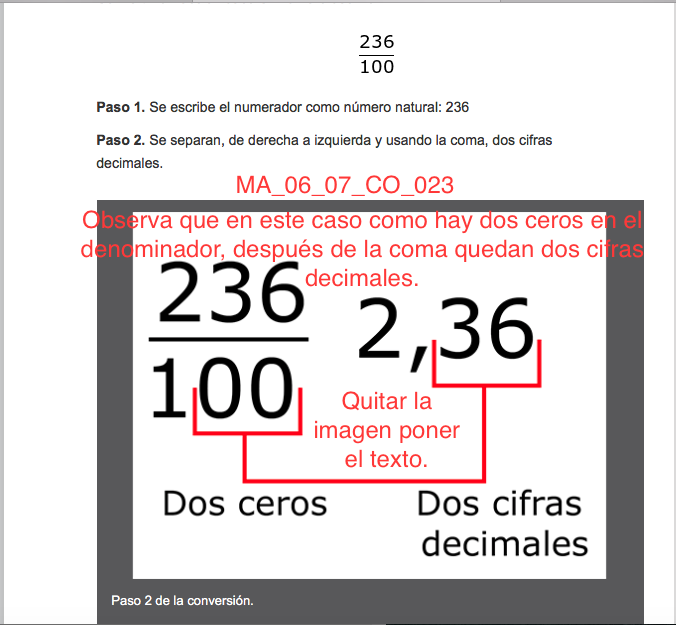 236
100
Paso 1. Se escribe el numerador como número natural: 236
Paso 2. Se separan, de derecha a izquierda y usando la coma, dos cifras
decimales.
MA_06_07_CO_023
Observa que en este caso como hay dos ceros en el
denominador, después de la coma quedan dos cifras
decimales.
236
100
2,36
Quitar la
imagen poner
el texto.
Dos ceros
Dos cifras
decimales
Paso 2 de la conversión.